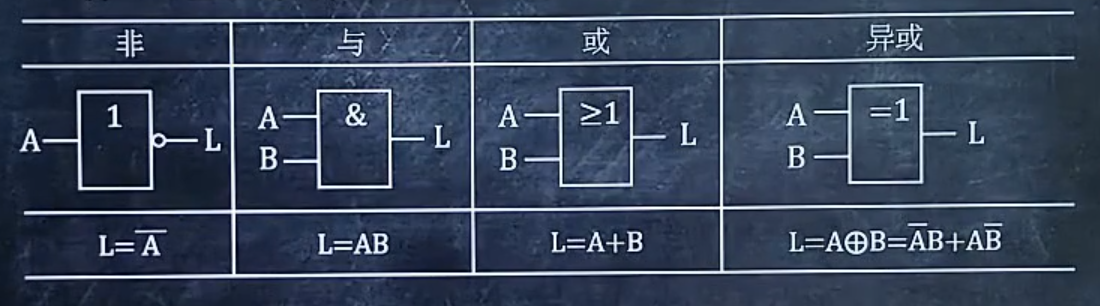 非 与 或 异或
1 & ≥1 =1
A L A B L A B L A B L
L=A̅ L=AB L=A+B L=A⊕B=A̅B+AB̅